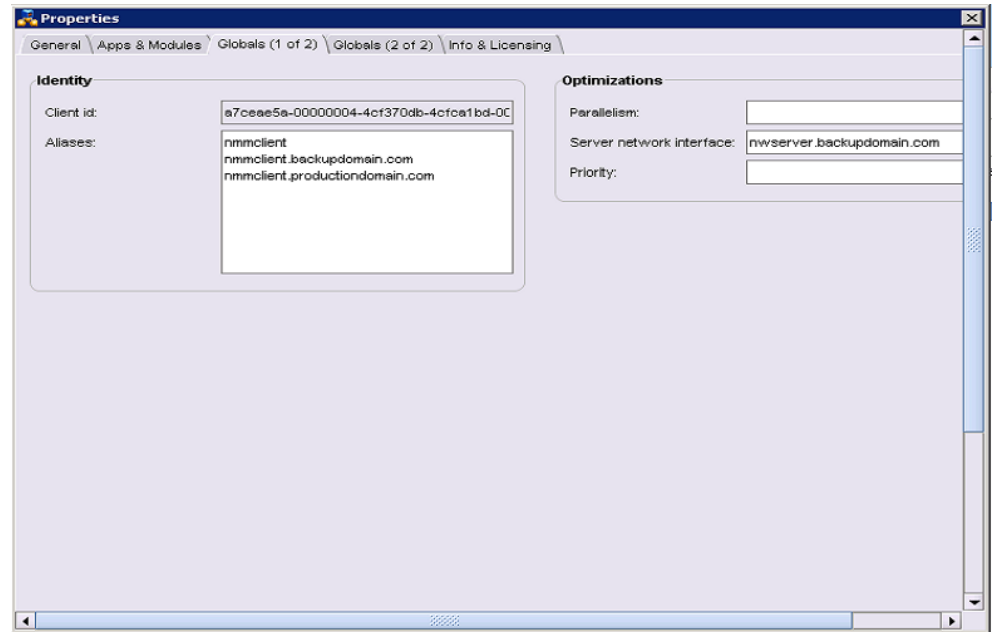 Properties
General Apps & Modules Globals (1 of 2) Globals (2 of 2) Info & Licensing
Identity
Client id: a7ceae5a-00000004-4cf370db-4cfca1bd-0C
Aliases: nmmclient
nmmclient.backupdomain.com
nmmclient.productiondomain.com
Optimizations
Parallelism:
Server network interface: nwserver.backupdomain.com
Priority: